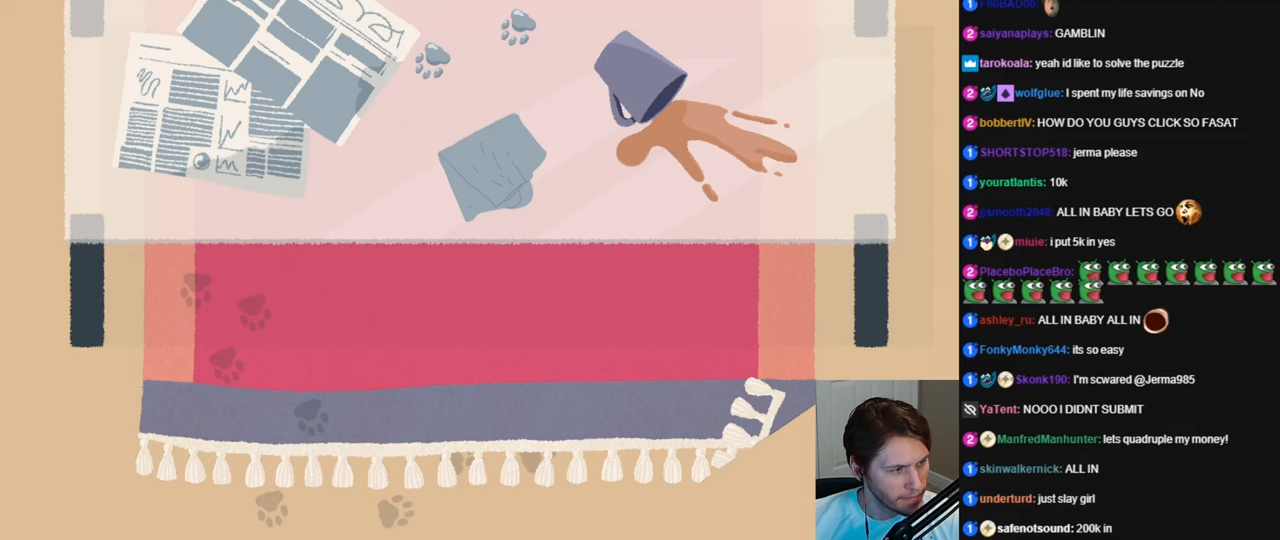 F00BAD00:
saiyanaplays: GAMBLIN
tarokoala: yeah id like to solve the puzzle
wolfglue: I spent my life savings on No
bobbertIV: HOW DO YOU GUYS CLICK SO FASAT
SHORTSTOP518: jerma please
youratlantis: 10k
jjsmooth2048: ALL IN BABY LETS GO
miuie: i put 5k in yes
PlaceboPlaceBro:
ashley_ru: ALL IN BABY ALL IN
FonkyMonky644: its so easy
Skonk190: I'm scwared @Jerma985
YaTent: NOOO I DIDNT SUBMIT
ManfredManhunter: lets quadruple my money!
skinwalkernick: ALL IN
underturd: just slay girl
safenotsound: 200k in